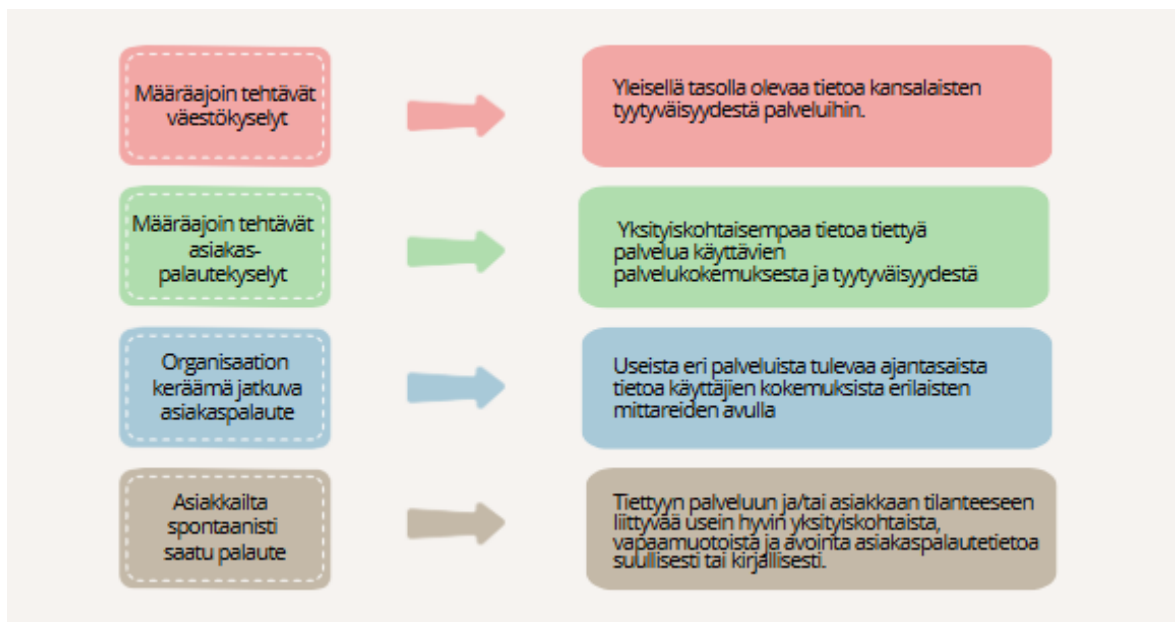 Määräajoin tehtävät
väestökyselyt
Yleisellä tasolla olevaa tietoa kansalaisten
tyytyväisyydestä palveluihin.
Määräajoin tehtävät
asiakas-
palautekyselyt
Yksityiskohtaisempaa tietoa tiettyä
palvelua käyttävien
palvelukokemuksesta ja tyytyväisyydestä
Organisaation
keräämä jatkuva
asiakaspalaute
Useista eri palveluista tulevaa ajantasaista
tietoa käyttäjien kokemuksista erilaisten
mittareiden avulla
Asiakkailta
spontaanisti
saatu palaute
Tiettyyn palveluun ja/tai asiakkaan tilanteeseen
liittyvää usein hyvin yksityiskohtaista,
vapaamuotoista ja avointa asiakaspalautetietoa
suullisesti tai kirjallisesti.